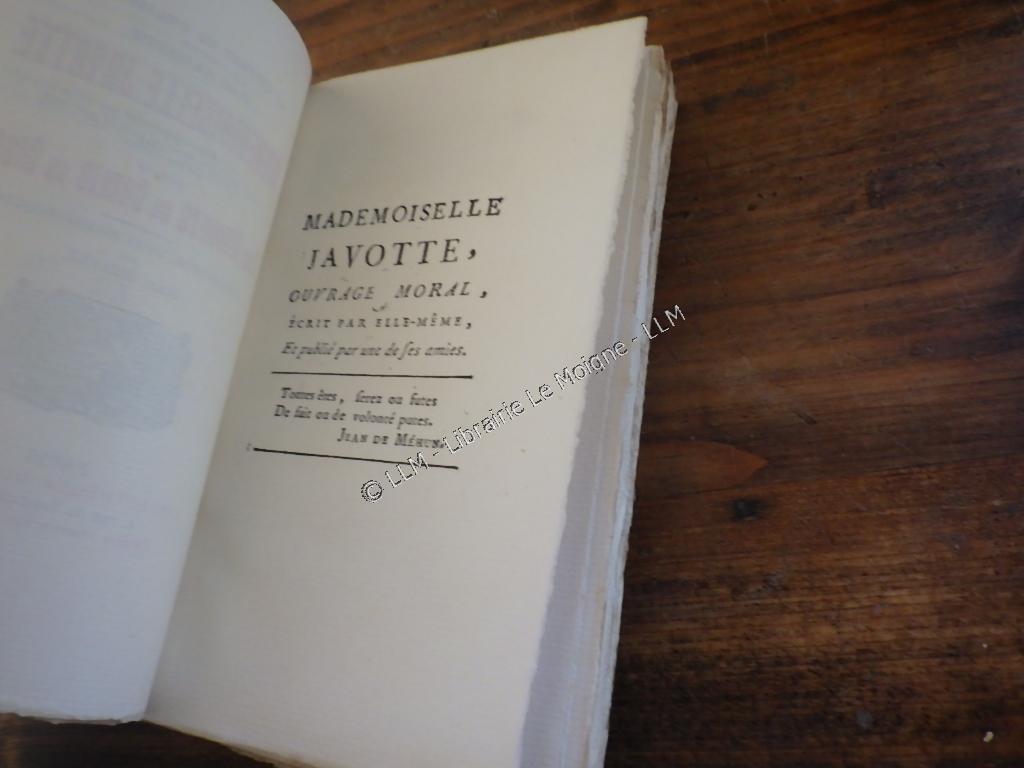 MADEMOISELLE
JAVOTTE,
OUVRAGE MORAL,
ÉCRIT PAR ELLE-MÊME,
Et publié par une de ſes amies.
Toutes êtes, ſerez ou futes
De fait ou de volonté putes.
JEAN DE MÉHUN.
© LLM - Librairie Le Moigne - LLM